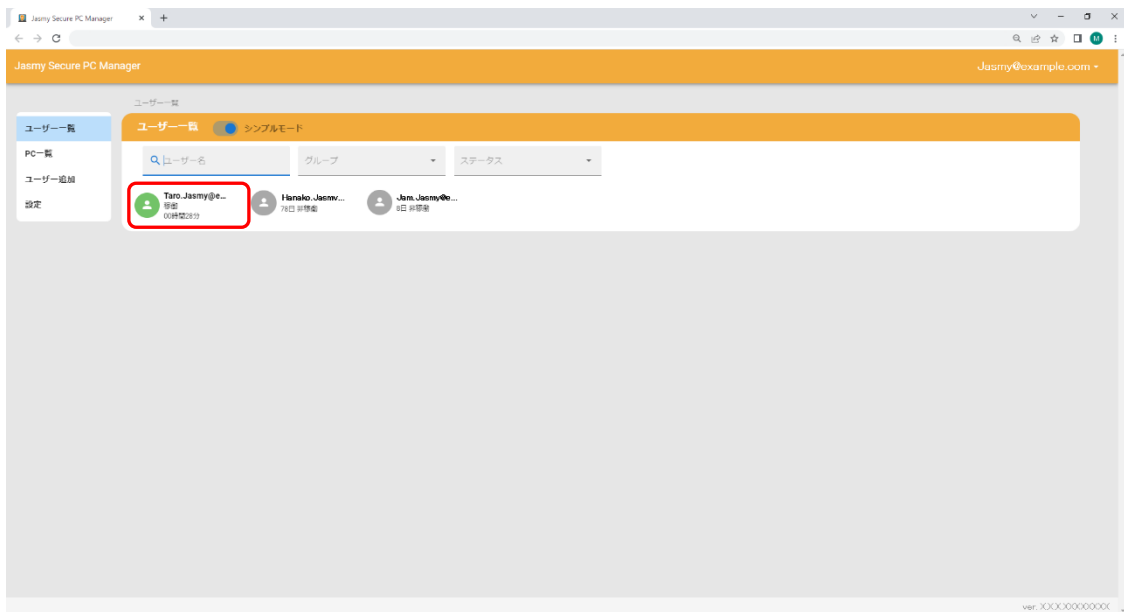 Jasmy Secure PC Manager
Jasmy Secure PC Manager
Jasmy@example.com
ユーザー一覧
ユーザー一覧
PC一覧
ユーザー追加
設定
ユーザー一覧 シンプルモード
ユーザー名 グループ ステータス
Taro.Jasmy@e...
稼働
00時間28分
Hanako.Jasmy...
78日 非稼働
Jam.Jasmy@e...
8日 非稼働
M
ver. XX.XX00000000X